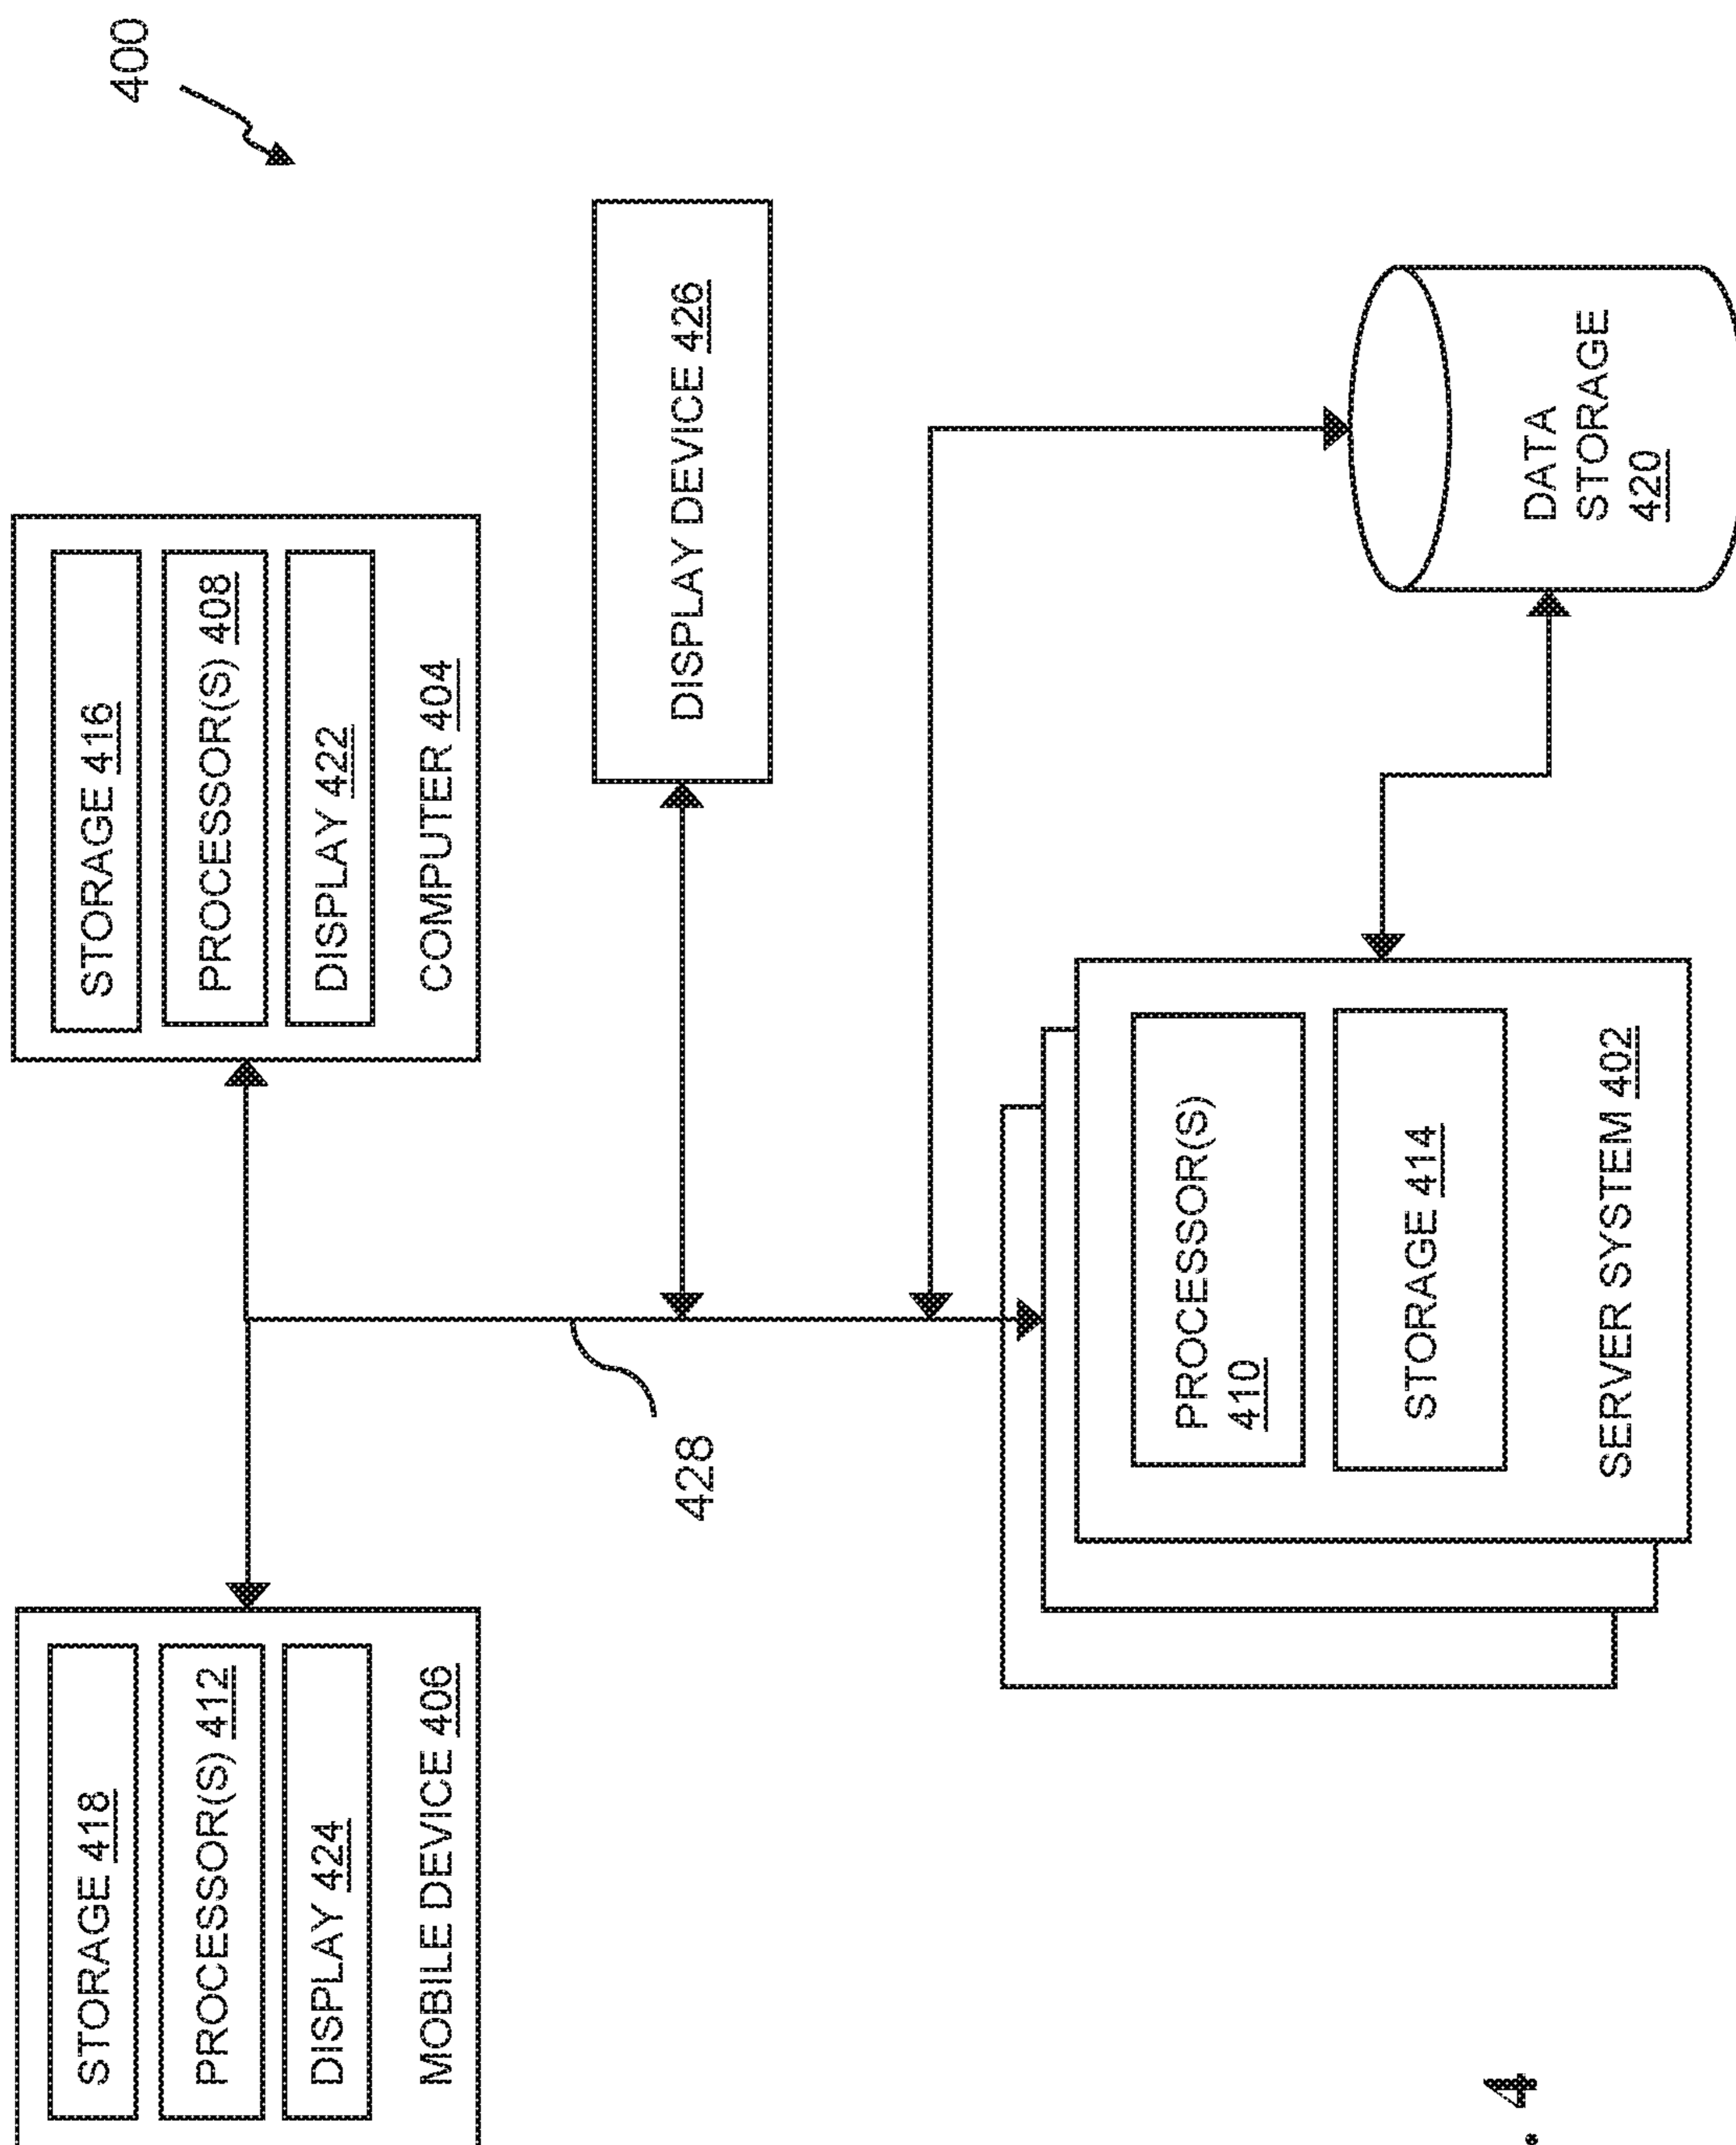 400
STORAGE 418
PROCESSOR(S) 412
DISPLAY 424
MOBILE DEVICE 406
STORAGE 416
PROCESSOR(S) 408
DISPLAY 422
COMPUTER 404
428
DISPLAY DEVICE 426
PROCESSOR(S)
410
STORAGE 414
SERVER SYSTEM 402
DATA
STORAGE
420
. 4